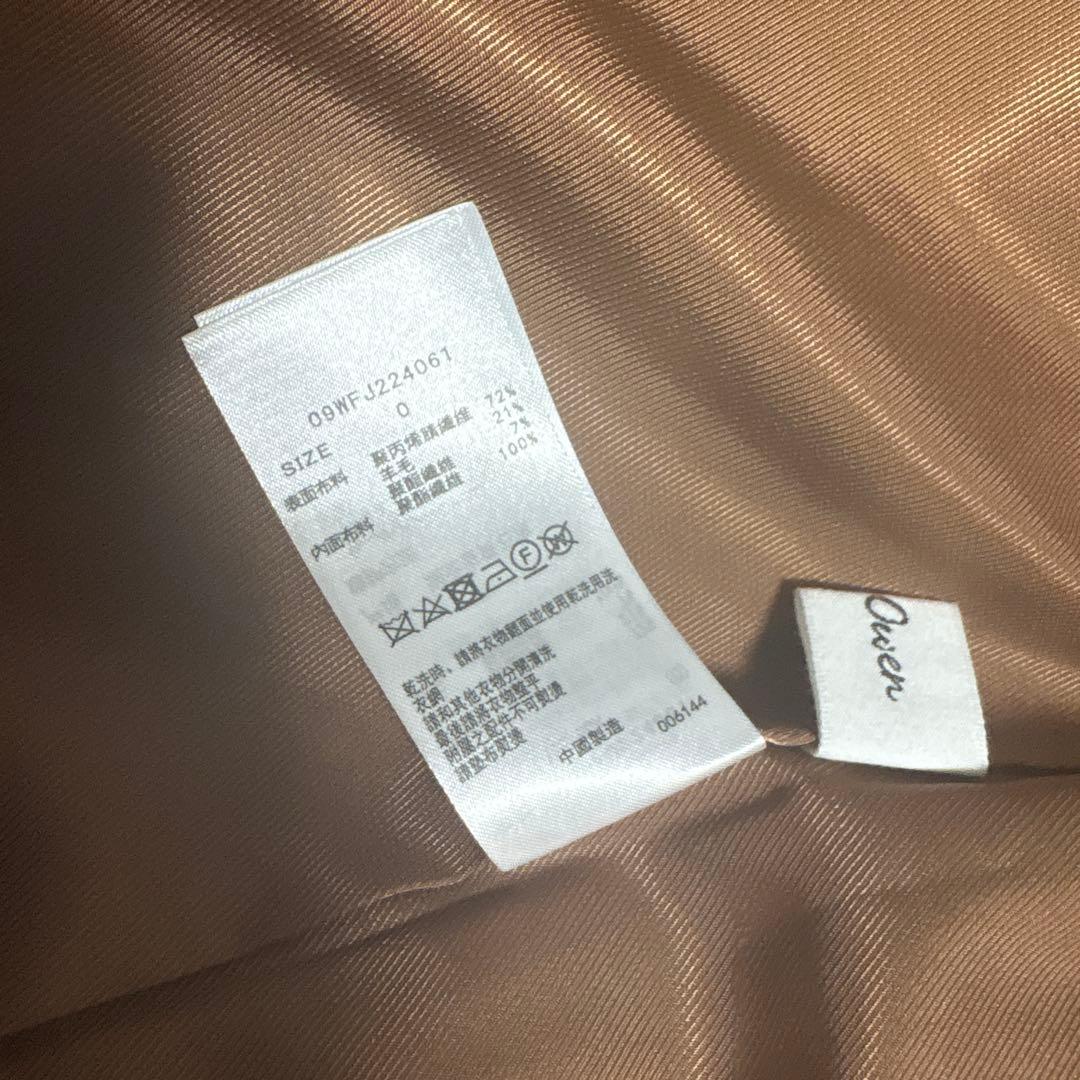 09WFJ224061
SIZE 0
表面布料 聚丙烯腈纖維 72%
羊毛 21%
聚酯纖維 7%
內面布料 聚酯纖維 100%
F
W
乾洗時、請將衣物翻面並使用乾洗用洗
衣網
請和其他衣物分開清洗
最後請將衣物整平
附屬之配件不可熨燙
請墊布熨燙
中國製造 006144
Owen